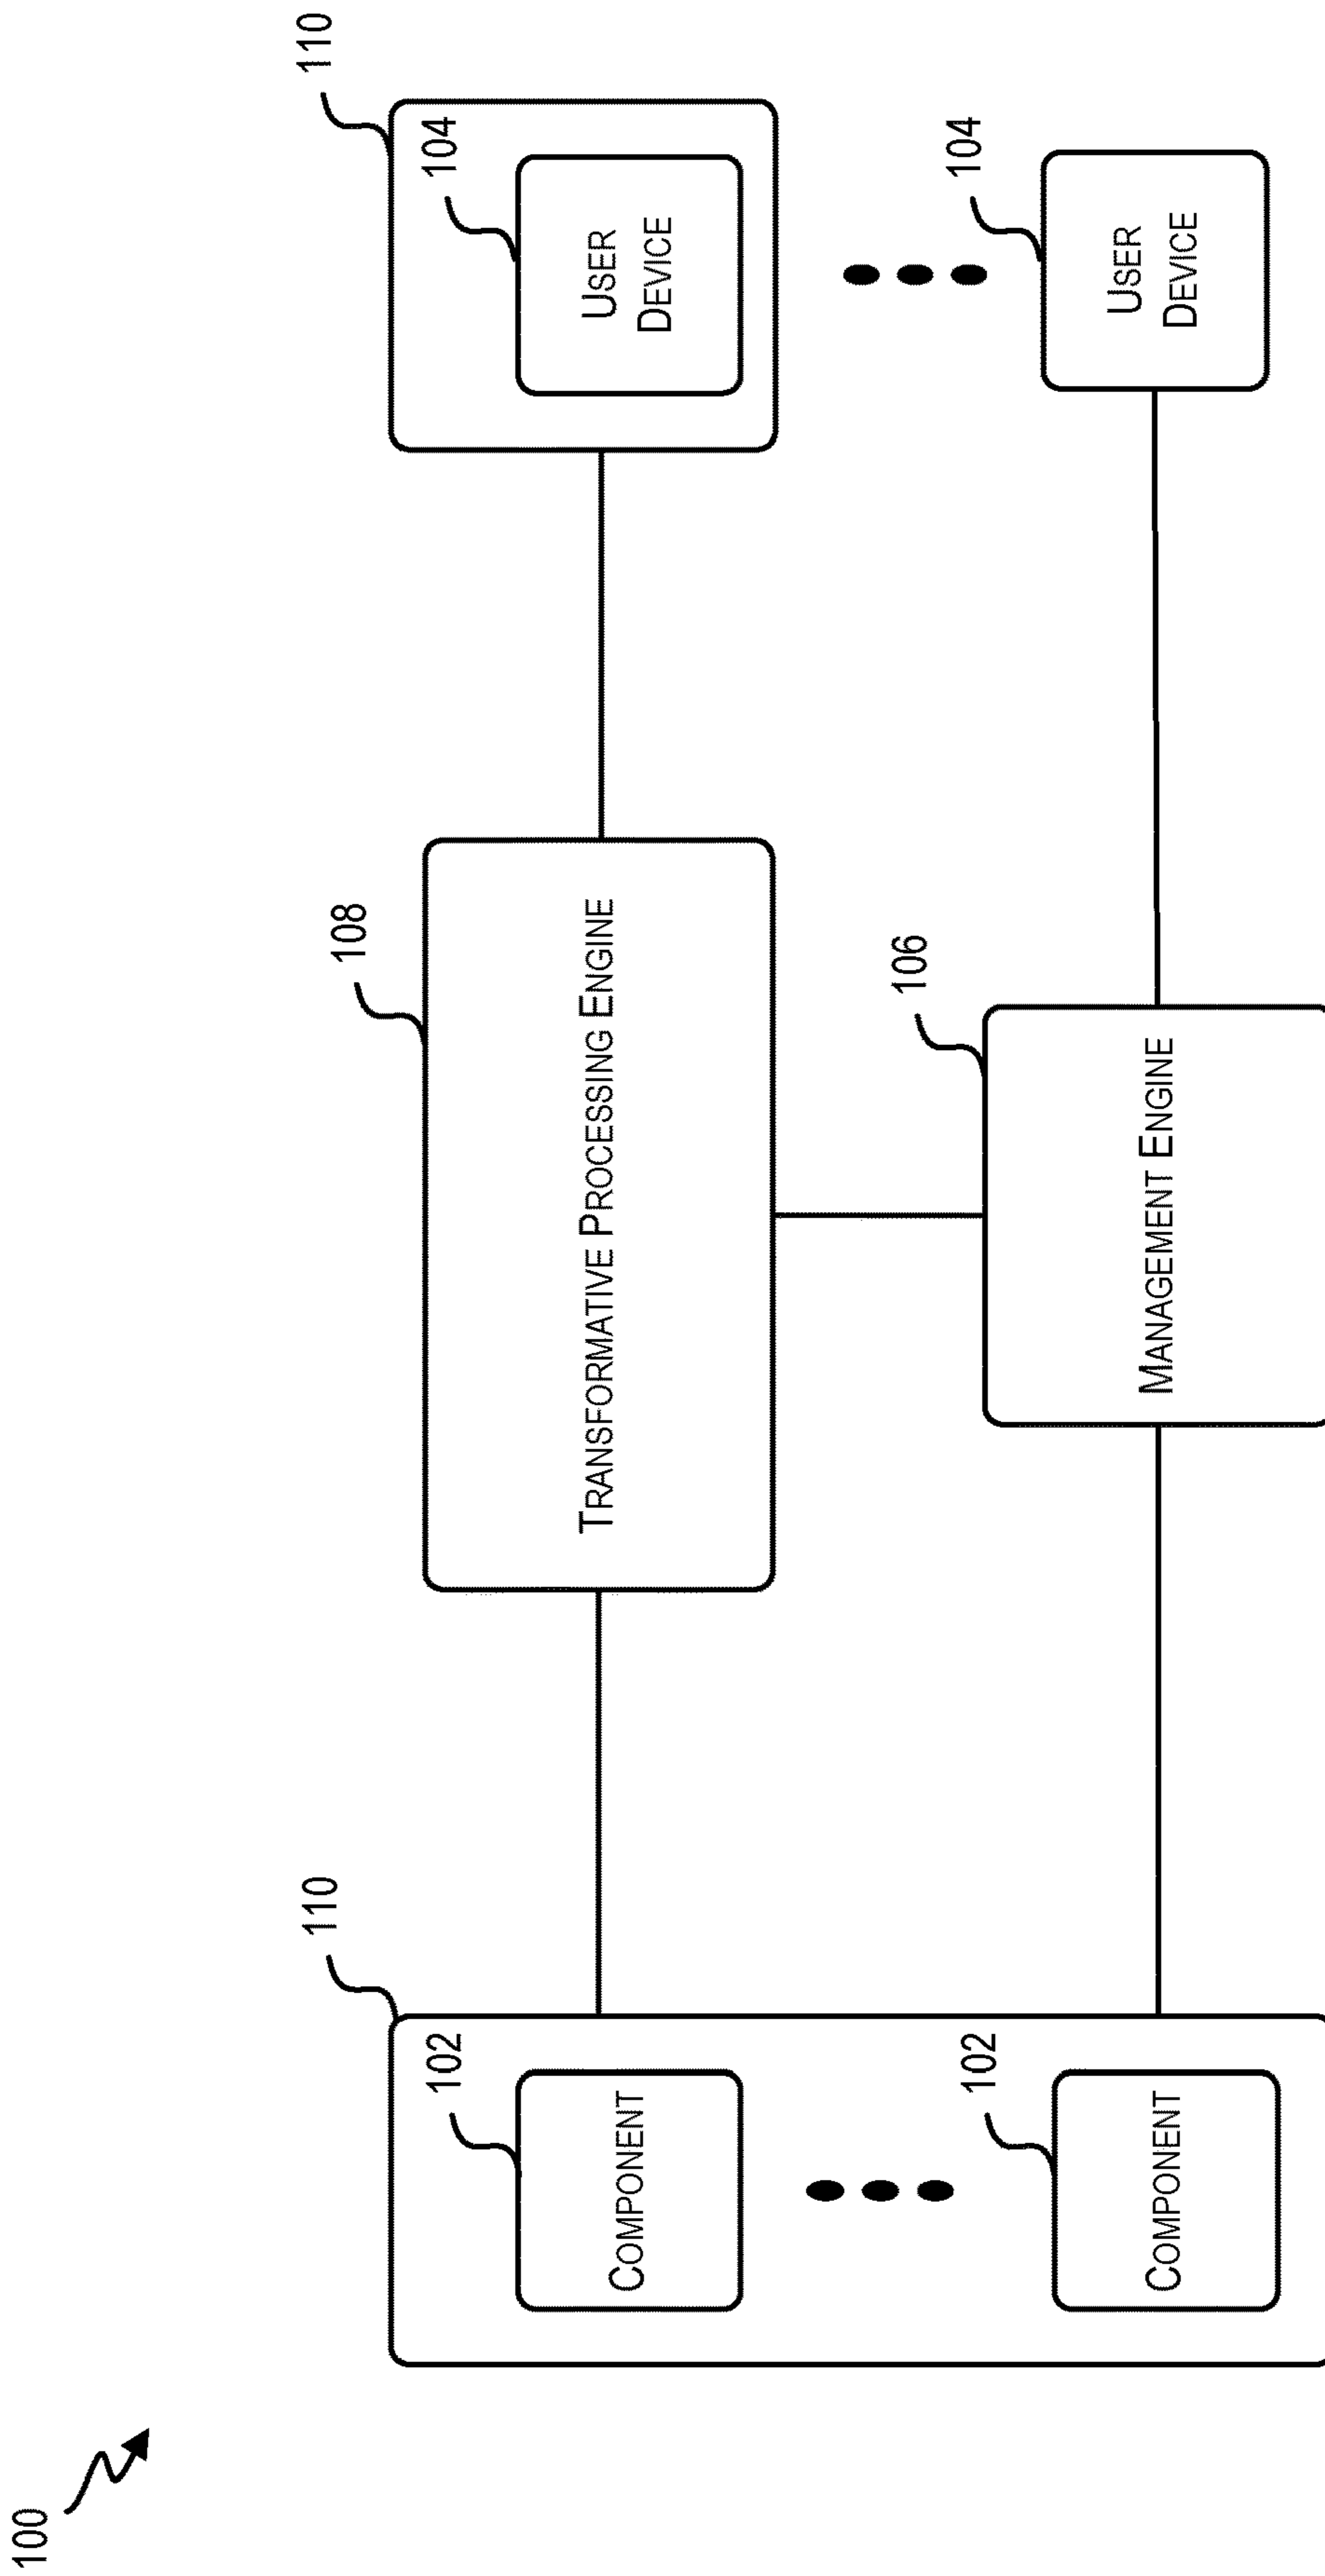 100
110
102
COMPONENT
102
COMPONENT
108
TRANSFORMATIVE PROCESSING ENGINE
106
MANAGEMENT ENGINE
110
104
USER
DEVICE
104
USER
DEVICE